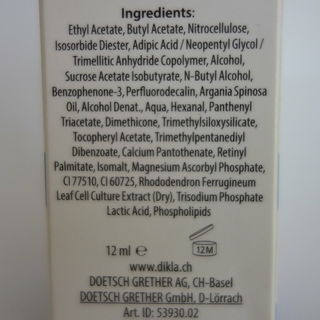 Ingredients:
Ethyl Acetate, Butyl Acetate, Nitrocellulose,
Isosorbide Diester, Adipic Acid / Neopentyl Glycol /
Trimellitic Anhydride Copolymer, Alcohol,
Sucrose Acetate Isobutyrate, N-Butyl Alcohol,
Benzophenone-3, Perfluorodecalin, Argania Spinosa
Oil, Alcohol Denat., Aqua, Hexanal, Panthenyl
Triacetate, Dimethicone, Trimethylsiloxysilicate,
Tocopheryl Acetate, Trimethylpentanediyl
Dibenzoate, Calcium Pantothenate, Retinyl
Palmitate, Isomalt, Magnesium Ascorbyl Phosphate,
CI 77510, CI 60725, Rhododendron Ferrugineum
Leaf Cell Culture Extract (Dry), Trisodium Phosphate
Lactic Acid, Phospholipids
12 ml ℮
12M
www.dikla.ch
DOETSCH GRETHER AG, CH-Basel
DOETSCH GRETHER GmbH. D-Lörrach
Art. ID: 53930.02